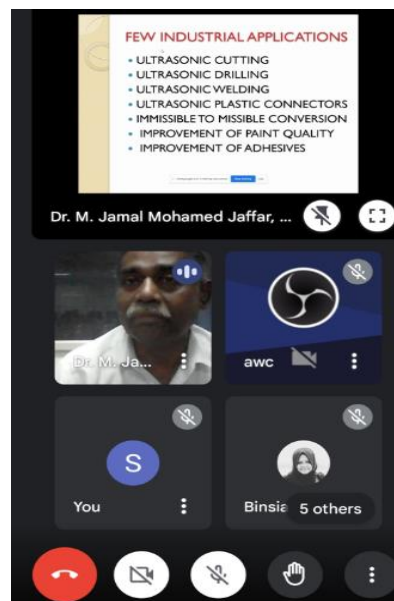 FEW INDUSTRIAL APPLICATIONS
• ULTRASONIC CUTTING
• ULTRASONIC DRILLING
• ULTRASONIC WELDING
• ULTRASONIC PLASTIC CONNECTORS
• IMMISSIBLE TO MISSIBLE CONVERSION
• IMPROVEMENT OF PAINT QUALITY
• IMPROVEMENT OF ADHESIVES
Dr. M. Jamal Mohamed Jaffar, ...
Dr. M. Ja...
awc
S
You
Binsia
5 others